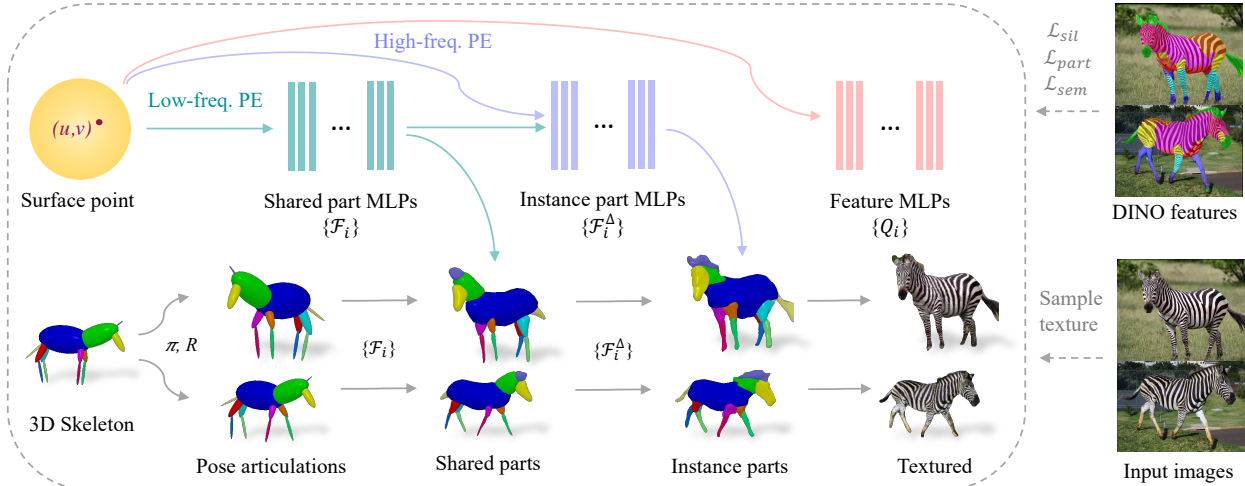 High-freq. PE
Low-freq. PE
(u,v)
...
...
...
Surface point
Shared part MLPs
{ℱ_i}
Instance part MLPs
{ℱ_i^Δ}
Feature MLPs
{Q_i}
ℒ_sil
ℒ_part
ℒ_sem
DINO features
π, R
{ℱ_i}
{ℱ_i^Δ}
Sample
texture
3D Skeleton
Pose articulations
Shared parts
Instance parts
Textured
Input images